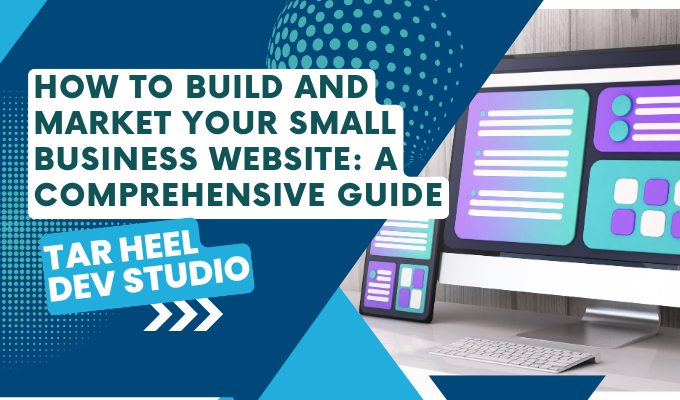 HOW TO BUILD AND
MARKET YOUR SMALL
BUSINESS WEBSITE: A
COMPREHENSIVE GUIDE
TAR HEEL
DEV STUDIO